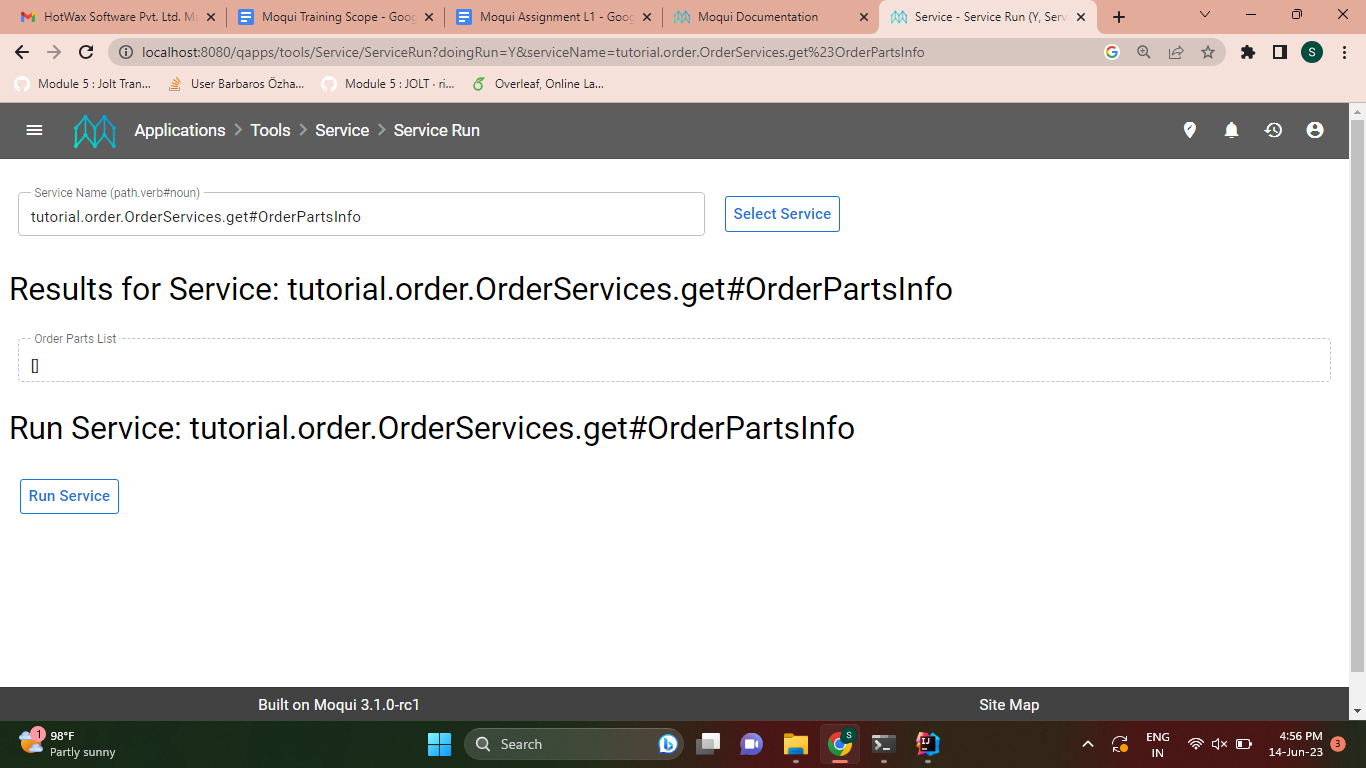 HotWax Software Pvt. Ltd. M
Moqui Training Scope - Goog
Moqui Assignment L1 - Goog
Moqui Documentation
Service - Service Run (Y, Serv
localhost:8080/qapps/tools/Service/ServiceRun?doingRun=Y&serviceName=tutorial.order.OrderServices.get%23OrderPartsInfo
S
Module 5 : Jolt Tran...
User Barbaros Özha...
Module 5 : JOLT · ri...
Overleaf, Online La...
Applications > Tools > Service > Service Run
Service Name (path.verb#noun)
tutorial.order.OrderServices.get#OrderPartsInfo
Select Service
Results for Service: tutorial.order.OrderServices.get#OrderPartsInfo
Order Parts List
[]
Run Service: tutorial.order.OrderServices.get#OrderPartsInfo
Run Service
Built on Moqui 3.1.0-rc1
Site Map
1
98°F
Partly sunny
Search
S
ENG
IN
4:56 PM
14-Jun-23
3